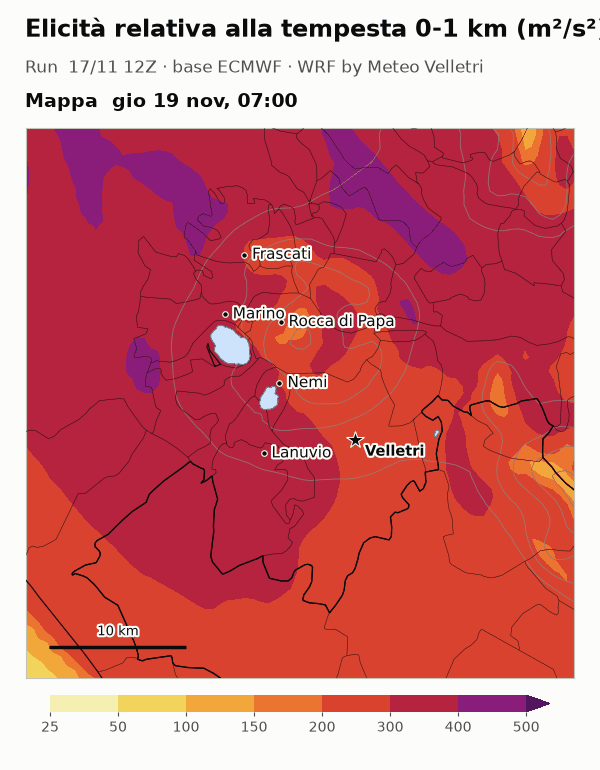 Elicità relativa alla tempesta 0-1 km (m²/s²)
Run  17/11 12Z · base ECMWF · WRF by Meteo Velletri
Mappa  gio 19 nov, 07:00
Frascati
Marino
Rocca di Papa
Nemi
Velletri
Lanuvio
10 km
25 50 100 150 200 300 400 500